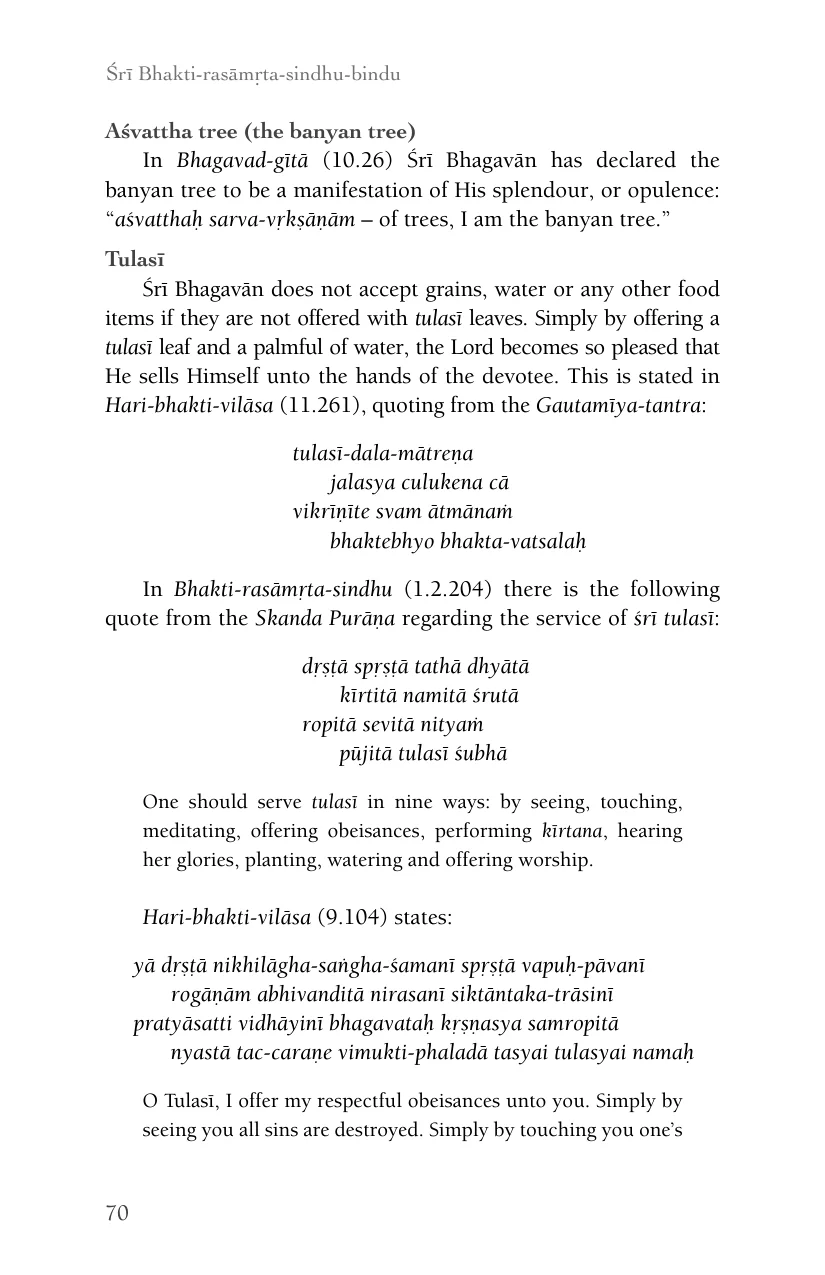 Śrī Bhakti-rasāmṛta-sindhu-bindu
Aśvattha tree (the banyan tree)
In Bhagavad-gītā (10.26) Śrī Bhagavān has declared the
banyan tree to be a manifestation of His splendour, or opulence:
“aśvatthaḥ sarva-vṛkṣāṇām – of trees, I am the banyan tree.”
Tulasī
Śrī Bhagavān does not accept grains, water or any other food
items if they are not offered with tulasī leaves. Simply by offering a
tulasī leaf and a palmful of water, the Lord becomes so pleased that
He sells Himself unto the hands of the devotee. This is stated in
Hari-bhakti-vilāsa (11.261), quoting from the Gautamīya-tantra:
tulasī-dala-mātreṇa
jalasya culukena cā
vikrīṇīte svam ātmānaṁ
bhaktebhyo bhakta-vatsalaḥ
In Bhakti-rasāmṛta-sindhu (1.2.204) there is the following
quote from the Skanda Purāṇa regarding the service of śrī tulasī:
dṛṣṭā spṛṣṭā tathā dhyātā
kīrtitā namitā śrutā
ropitā sevitā nityaṁ
pūjitā tulasī śubhā
One should serve tulasī in nine ways: by seeing, touching,
meditating, offering obeisances, performing kīrtana, hearing
her glories, planting, watering and offering worship.
Hari-bhakti-vilāsa (9.104) states:
yā dṛṣṭā nikhilāgha-saṅgha-śamanī spṛṣṭā vapuḥ-pāvanī
rogāṇām abhivanditā nirasanī siktāntaka-trāsinī
pratyāsatti vidhāyinī bhagavataḥ kṛṣṇasya samropitā
nyastā tac-caraṇe vimukti-phaladā tasyai tulasyai namaḥ
O Tulasī, I offer my respectful obeisances unto you. Simply by
seeing you all sins are destroyed. Simply by touching you one’s
70